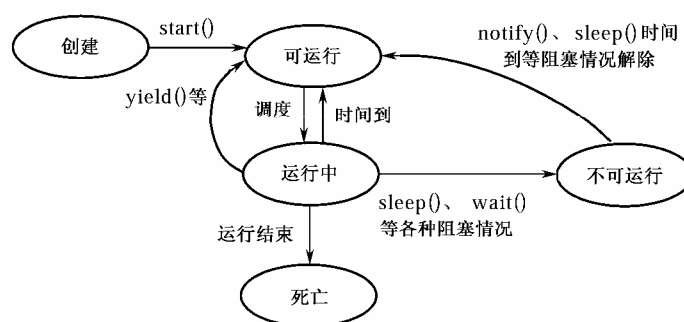 创建
start()
可运行
notify()、sleep()时间
到等阻塞情况解除
yield()等
调度
时间到
运行中
不可运行
sleep()、 wait()
等各种阻塞情况
运行结束
死亡